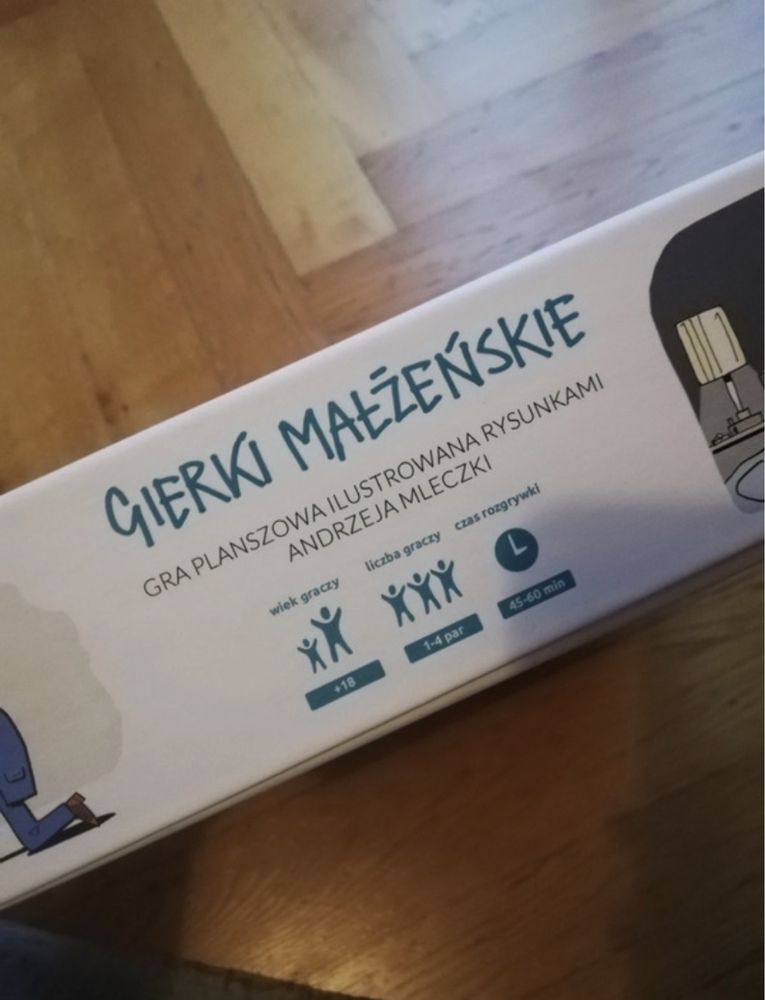 GIERKI MAŁŻEŃSKIE
GRA PLANSZOWA ILUSTROWANA RYSUNKAMI
ANDRZEJA MLECZKI
wiek graczy
+18
liczba graczy
1-4 par
czas rozgrywki
45-60 min